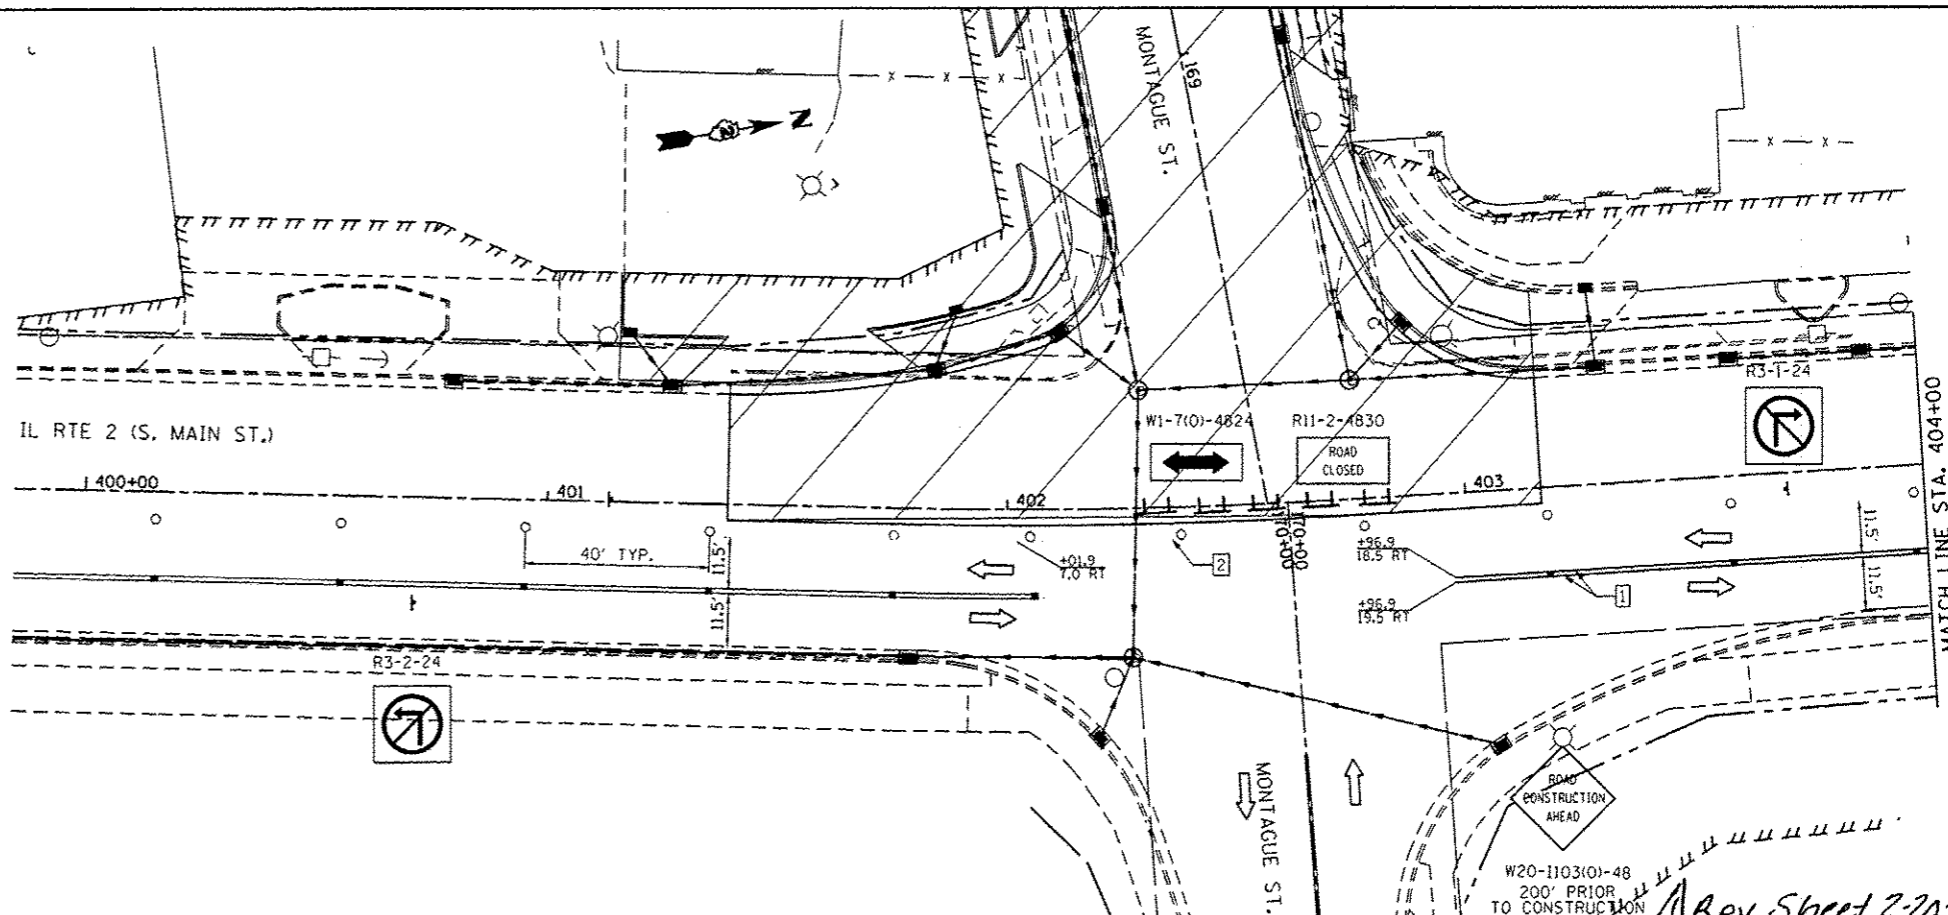 MONTAGUE ST.
169
N
IL RTE 2 (S. MAIN ST.)
W1-7(O)-4824
R11-2-4830
ROAD
CLOSED
R3-1-24
400+00
401
402
403
MATCH LINE STA. 404+00
40' TYP.
11.5'
11.5'
+01.9
7.0 RT
2
170+00
+96.9
18.5 RT
+96.9
19.5 RT
1
11.5'
11.5'
R3-2-24
MONTAGUE ST.
ROAD
CONSTRUCTION
AHEAD
W20-1103(O)-48
200' PRIOR
TO CONSTRUCTION
Rev. Sheet